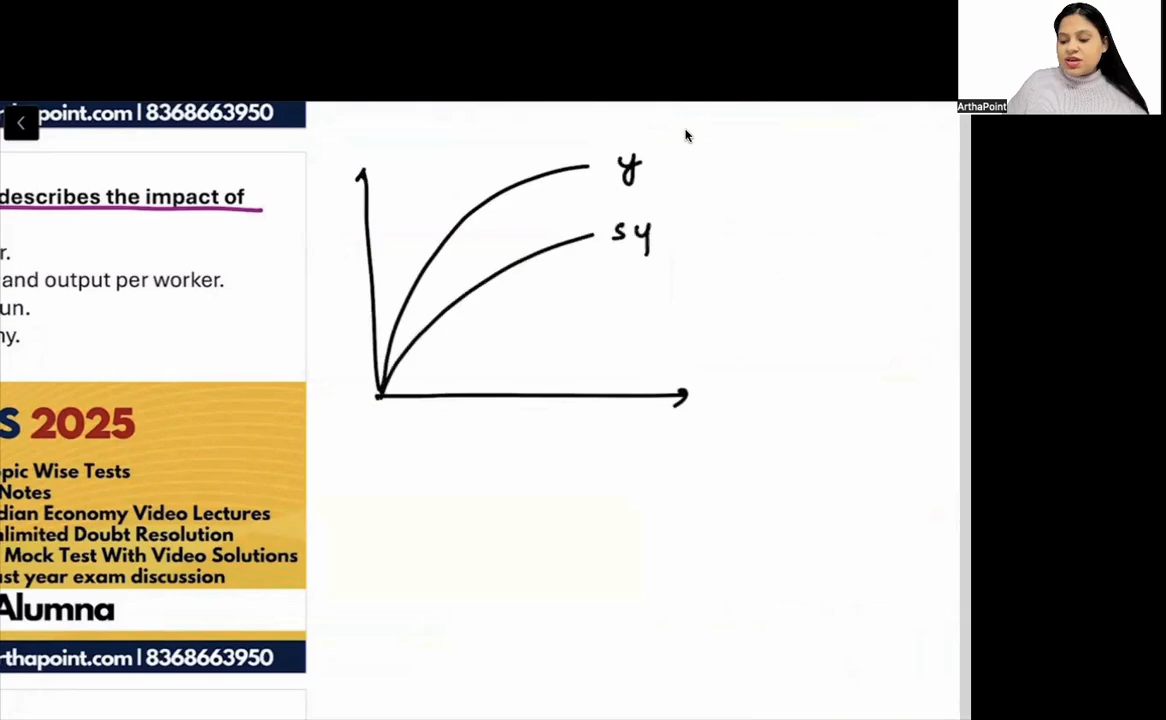 ArthaPoint
point.com | 8368663950
describes the impact of
r.
and output per worker.
un.
ny.
y
sy
S 2025
pic Wise Tests
Notes
dian Economy Video Lectures
nlimited Doubt Resolution
Mock Test With Video Solutions
ast year exam discussion
Alumna
rthapoint.com | 8368663950